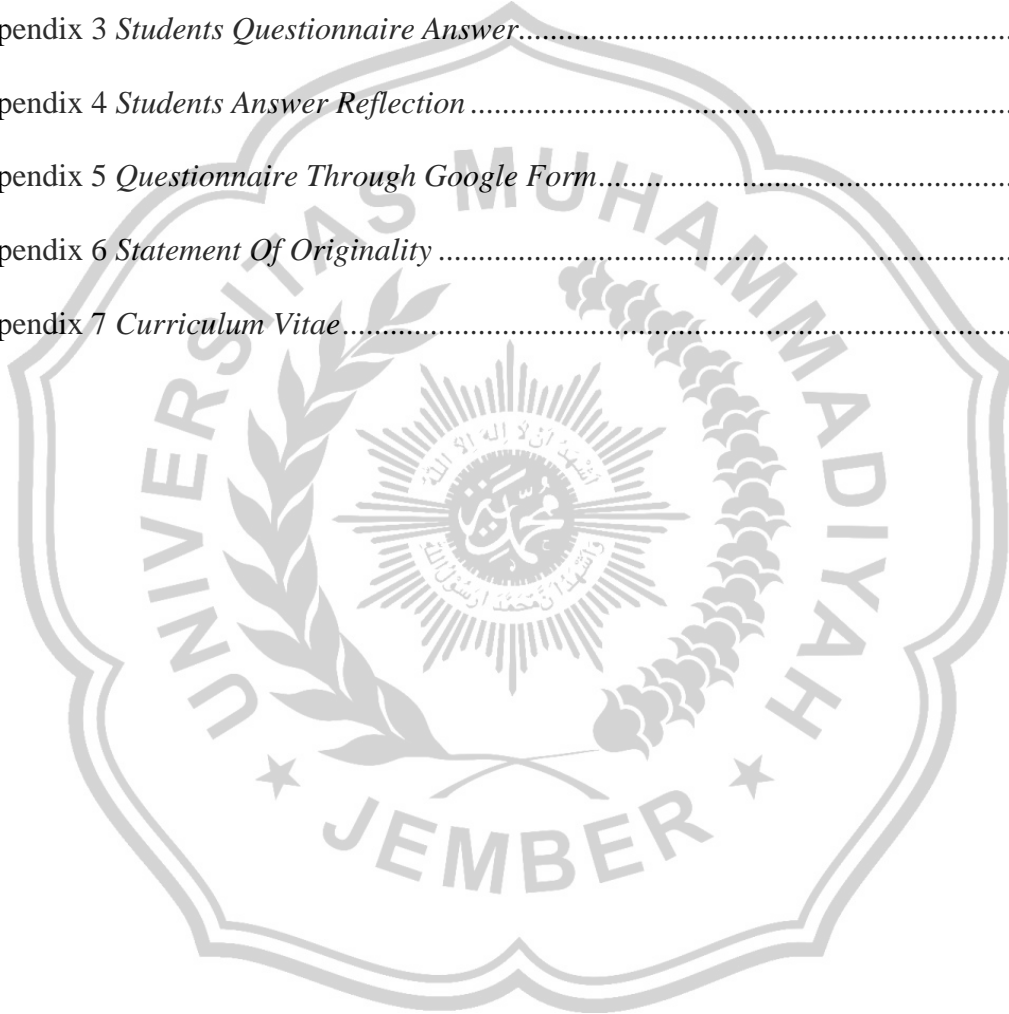 pendix 3 Students Questionnaire Answer....................................................................................
pendix 4 Students Answer Reflection............................................................................................
pendix 5 Questionnaire Through Google Form.......................................................................
pendix 6 Statement Of Originality..................................................................................................
pendix 7 Curriculum Vitae..................................................................................................................
UNIVERSITAS MUHAMMADIYAH
JEMBER